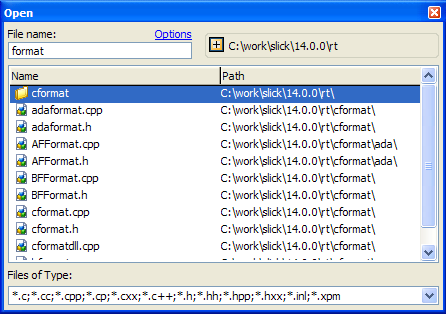 Open
File name: Options
format
C:\work\slick\14.0.0\rt
Name Path
cformat C:\work\slick\14.0.0\rt\
adaformat.cpp C:\work\slick\14.0.0\rt\cformat\
adaformat.h C:\work\slick\14.0.0\rt\cformat\
AFFormat.cpp C:\work\slick\14.0.0\rt\cformat\ada\
AFFormat.h C:\work\slick\14.0.0\rt\cformat\ada\
BFFormat.cpp C:\work\slick\14.0.0\rt\cformat\
BFFormat.h C:\work\slick\14.0.0\rt\cformat\
cformat.cpp C:\work\slick\14.0.0\rt\cformat\
cformat.h C:\work\slick\14.0.0\rt\cformat\
cformatdll.cpp C:\work\slick\14.0.0\rt\cformat\
Files of Type:
*.c;*.cc;*.cpp;*.cp;*.cxx;*.c++;*.h;*.hh;*.hpp;*.hxx;*.inl;*.xpm